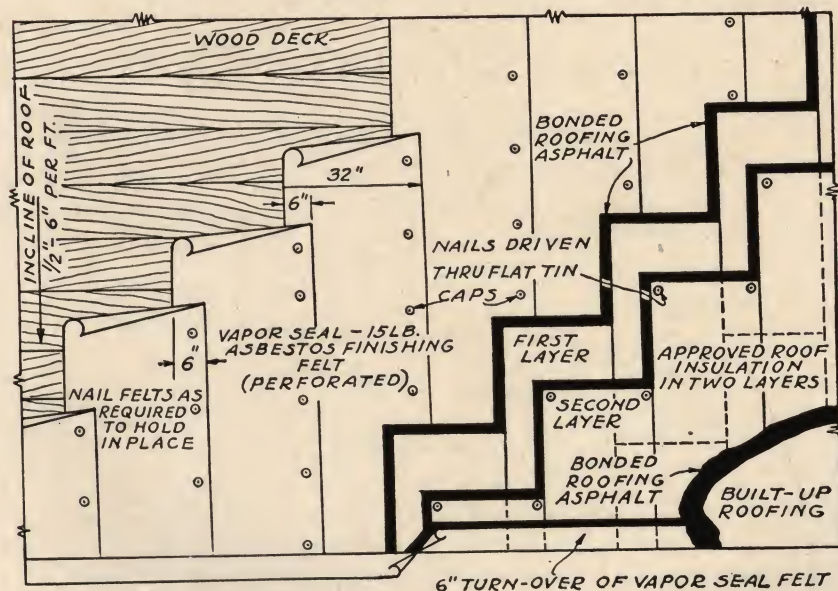 WOOD DECK
INCLINE OF ROOF
1/2"-6" PER FT.
BONDED
ROOFING
ASPHALT
32"
6"
NAILS DRIVEN
THRU FLAT TIN
CAPS
VAPOR SEAL - 15LB.
ASBESTOS FINISHING
FELT
(PERFORATED)
6"
FIRST
LAYER
APPROVED ROOF
INSULATION
IN TWO LAYERS
NAIL FELTS AS
REQUIRED
TO HOLD
IN PLACE
SECOND
LAYER
BONDED
ROOFING
ASPHALT
BUILT-UP
ROOFING
6" TURN-OVER OF VAPOR SEAL FELT